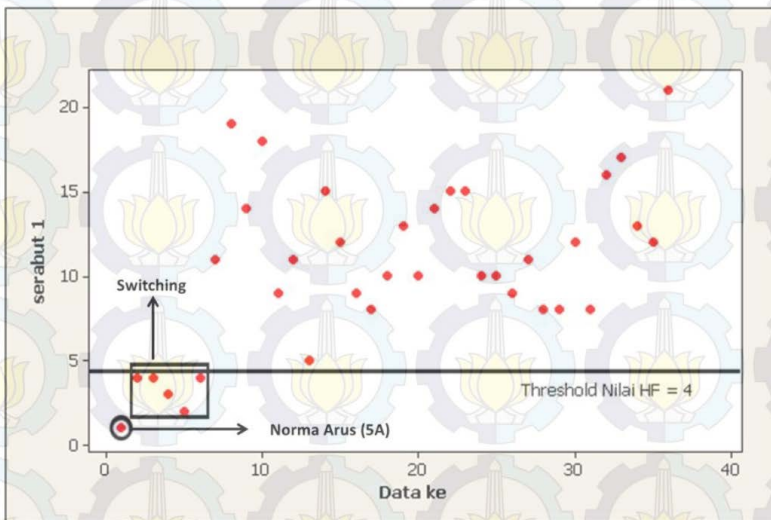 20
15
10
5
0
serabut 1
Switching
Threshold Nilai HF = 4
Norma Arus (5A)
0 10 20 30 40
Data ke